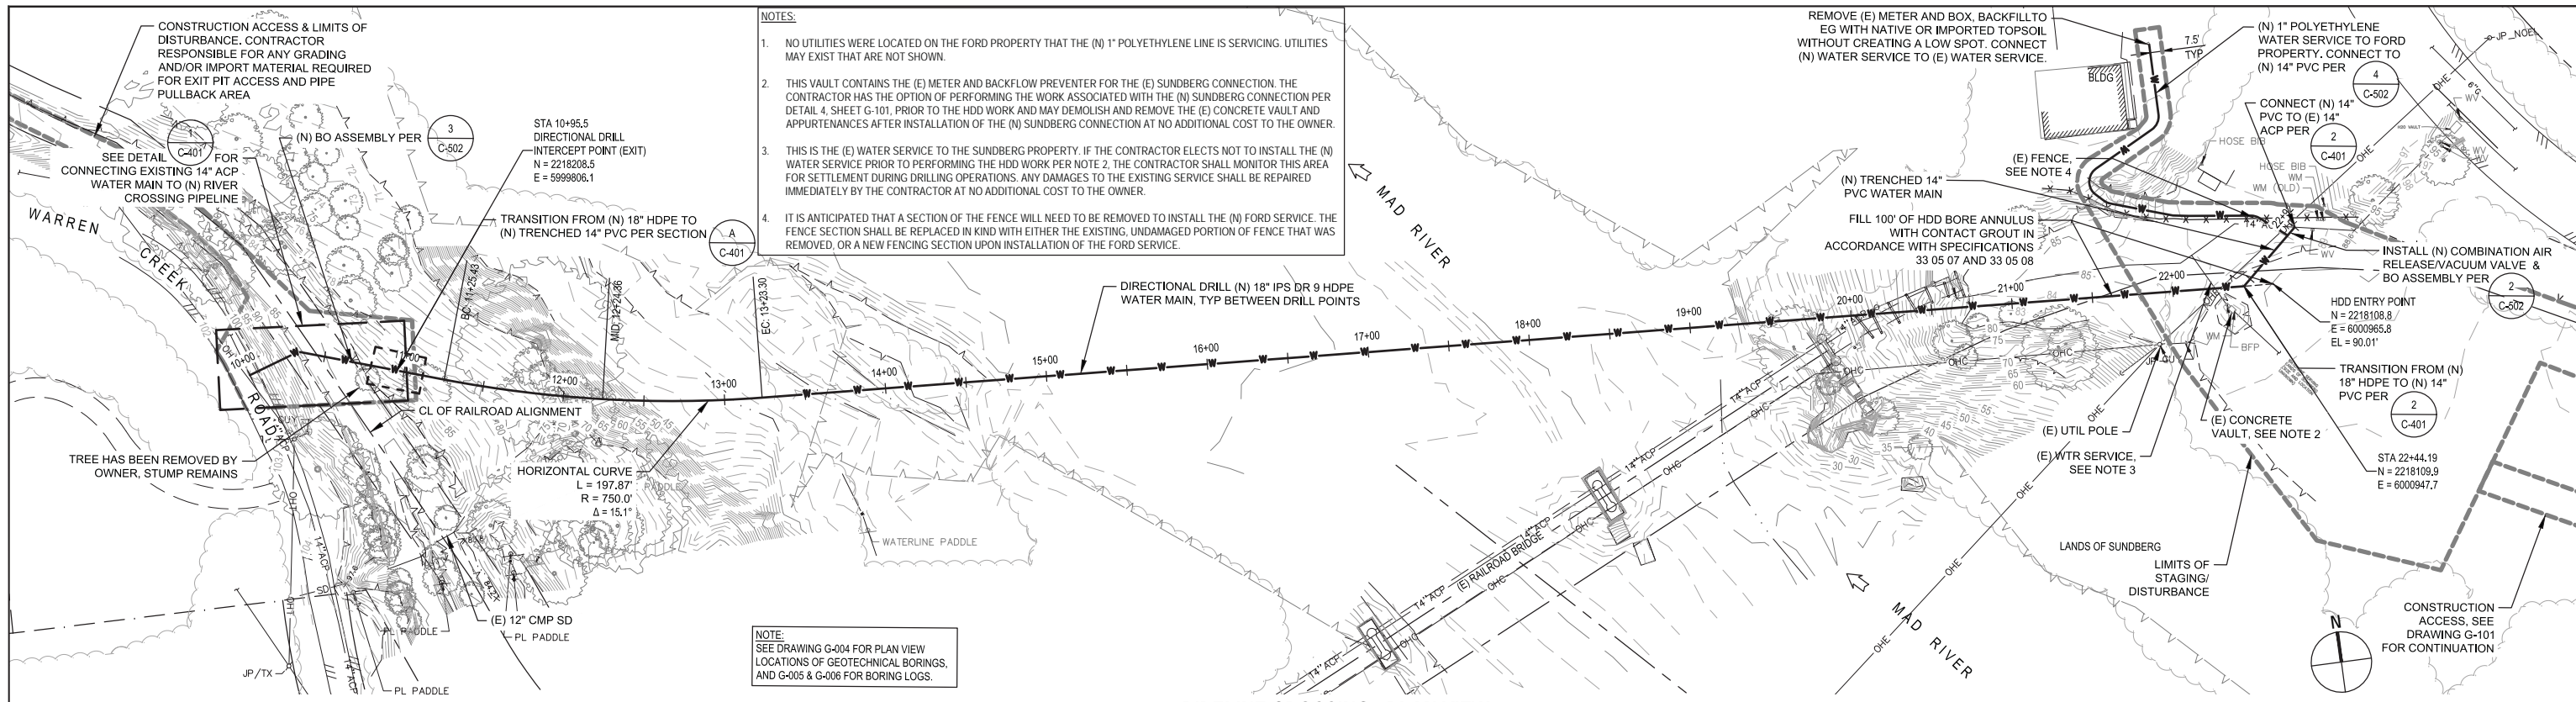 CONSTRUCTION ACCESS & LIMITS OF
DISTURBANCE. CONTRACTOR
RESPONSIBLE FOR ANY GRADING
AND/OR IMPORT MATERIAL REQUIRED
FOR EXIT PIT ACCESS AND PIPE
PULLBACK AREA
(N) BO ASSEMBLY PER
3
C-502
SEE DETAIL
1
C-401
FOR
CONNECTING EXISTING 14" ACP
WATER MAIN TO (N) RIVER
CROSSING PIPELINE
STA 10+95.5
DIRECTIONAL DRILL
INTERCEPT POINT (EXIT)
N = 2218208.5
E = 5999806.1
TRANSITION FROM (N) 18" HDPE TO
(N) TRENCHED 14" PVC PER SECTION
A
C-401
WARREN
CREEK
ROAD
NOTES:
1. NO UTILITIES WERE LOCATED ON THE FORD PROPERTY THAT THE (N) 1" POLYETHYLENE LINE IS SERVICING. UTILITIES
MAY EXIST THAT ARE NOT SHOWN.
2. THIS VAULT CONTAINS THE (E) METER AND BACKFLOW PREVENTER FOR THE (E) SUNDBERG CONNECTION. THE
CONTRACTOR HAS THE OPTION OF PERFORMING THE WORK ASSOCIATED WITH THE (N) SUNDBERG CONNECTION PER
DETAIL 4, SHEET G-101, PRIOR TO THE HDD WORK AND MAY DEMOLISH AND REMOVE THE (E) CONCRETE VAULT AND
APPURTENANCES AFTER INSTALLATION OF THE (N) SUNDBERG CONNECTION AT NO ADDITIONAL COST TO THE OWNER.
3. THIS IS THE (E) WATER SERVICE TO THE SUNDBERG PROPERTY. IF THE CONTRACTOR ELECTS NOT TO INSTALL THE (N)
WATER SERVICE PRIOR TO PERFORMING THE HDD WORK PER NOTE 2, THE CONTRACTOR SHALL MONITOR THIS AREA
FOR SETTLEMENT DURING DRILLING OPERATIONS. ANY DAMAGES TO THE EXISTING SERVICE SHALL BE REPAIRED
IMMEDIATELY BY THE CONTRACTOR AT NO ADDITIONAL COST TO THE OWNER.
4. IT IS ANTICIPATED THAT A SECTION OF THE FENCE WILL NEED TO BE REMOVED TO INSTALL THE (N) FORD SERVICE. THE
FENCE SECTION SHALL BE REPLACED IN KIND WITH EITHER THE EXISTING, UNDAMAGED PORTION OF FENCE THAT WAS
REMOVED, OR A NEW FENCING SECTION UPON INSTALLATION OF THE FORD SERVICE.
MAD RIVER
REMOVE (E) METER AND BOX, BACKFILL TO
EG WITH NATIVE OR IMPORTED TOPSOIL
WITHOUT CREATING A LOW SPOT. CONNECT
(N) WATER SERVICE TO (E) WATER SERVICE.
7.5'
TYP
BLDG
(N) 1" POLYETHYLENE
WATER SERVICE TO FORD
PROPERTY. CONNECT TO
(N) 14" PVC PER
4
C-502
JP_NOEL
OHE
6"G
WV
CONNECT (N) 14"
PVC TO (E) 14"
ACP PER
2
C-401
HOSE BIB
HOSE BIB
WM
WM (OLD)
WV
(E) FENCE,
SEE NOTE 4
(N) TRENCHED 14"
PVC WATER MAIN
FILL 100' OF HDD BORE ANNULUS
WITH CONTACT GROUT IN
ACCORDANCE WITH SPECIFICATIONS
33 05 07 AND 33 05 08
INSTALL (N) COMBINATION AIR
RELEASE/VACUUM VALVE &
BO ASSEMBLY PER
2
C-502
HDD ENTRY POINT
N = 2218108.8
E = 6000965.8
EL = 90.01'
TRANSITION FROM (N)
18" HDPE TO (N) 14"
PVC PER
2
C-401
STA 22+44.19
N = 2218109.9
E = 6000947.7
DIRECTIONAL DRILL (N) 18" IPS DR 9 HDPE
WATER MAIN, TYP BETWEEN DRILL POINTS
BC: 11+25.43
MID: 12+24.36
EC: 13+23.30
10+00
12+00
13+00
14+00
15+00
16+00
17+00
18+00
19+00
20+00
21+00
22+00
CL OF RAILROAD ALIGNMENT
TREE HAS BEEN REMOVED BY
OWNER, STUMP REMAINS
HORIZONTAL CURVE
L = 197.87'
R = 750.0'
Δ = 15.1°
PADDLE
WATERLINE PADDLE
14" ACP
OHC
(E) RAILROAD BRIDGE
WM
BFP
(E) UTIL POLE
(E) WTR SERVICE,
SEE NOTE 3
(E) CONCRETE
VAULT, SEE NOTE 2
OHE
LANDS OF SUNDBERG
LIMITS OF
STAGING/
DISTURBANCE
MAD RIVER
CONSTRUCTION
ACCESS, SEE
DRAWING G-101
FOR CONTINUATION
N
(E) 12" CMP SD
PL PADDLE
PL PADDLE
PL PADDLE
JP/TX
OHT
SD
14" ACP
NOTE:
SEE DRAWING G-004 FOR PLAN VIEW
LOCATIONS OF GEOTECHNICAL BORINGS,
AND G-005 & G-006 FOR BORING LOGS.